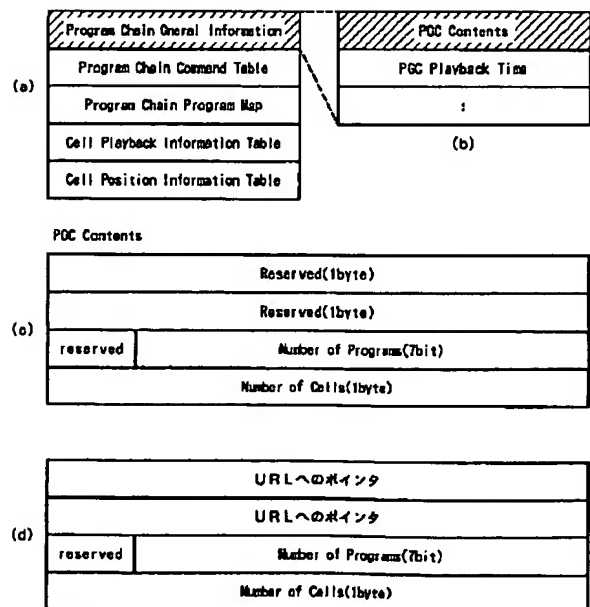 Program Chain Gneral Information
Program Chain Command Table
Program Chain Program Map
Cell Playback Information Table
Cell Position Information Table
(a)
PGC Contents
PGC Playback Time
:
(b)
PGC Contents
(c)
Reserved(1byte)
Reserved(1byte)
reserved Number of Programs(7bit)
Number of Cells(1byte)
(d)
URLへのポインタ
URLへのポインタ
reserved Number of Programs(7bit)
Number of Cells(1byte)